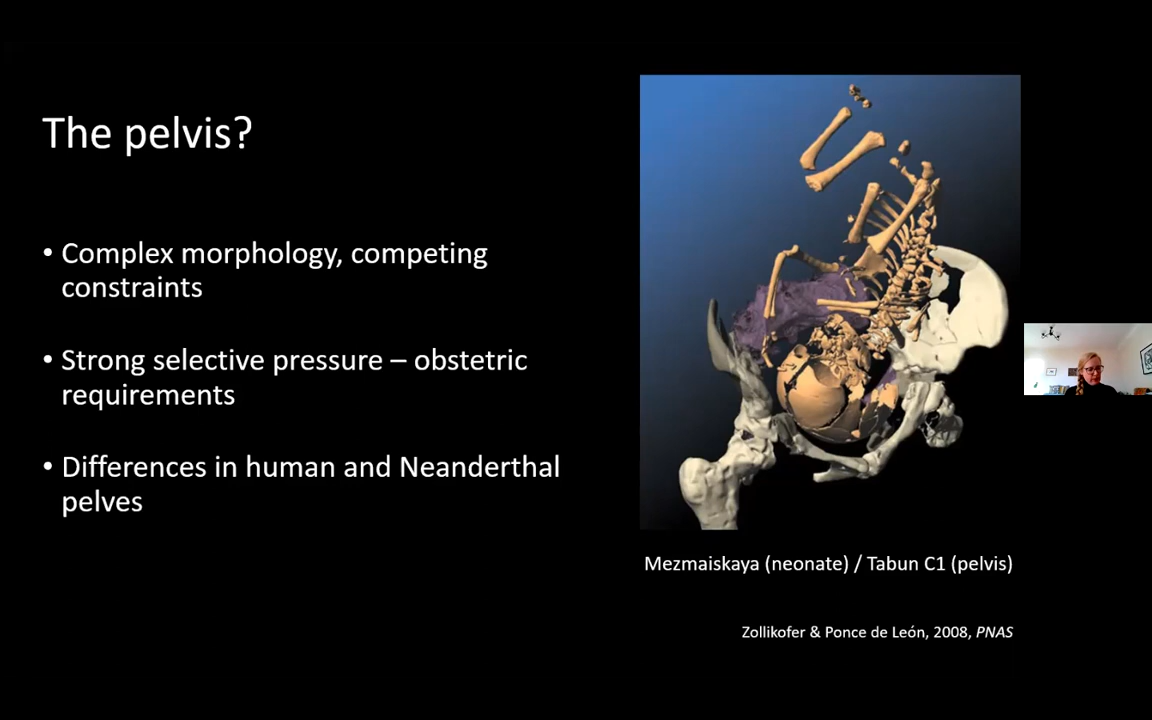 The pelvis?
• Complex morphology, competing
constraints
• Strong selective pressure – obstetric
requirements
• Differences in human and Neanderthal
pelves
Mezmaiskaya (neonate) / Tabun C1 (pelvis)
Zollikofer & Ponce de León, 2008, PNAS